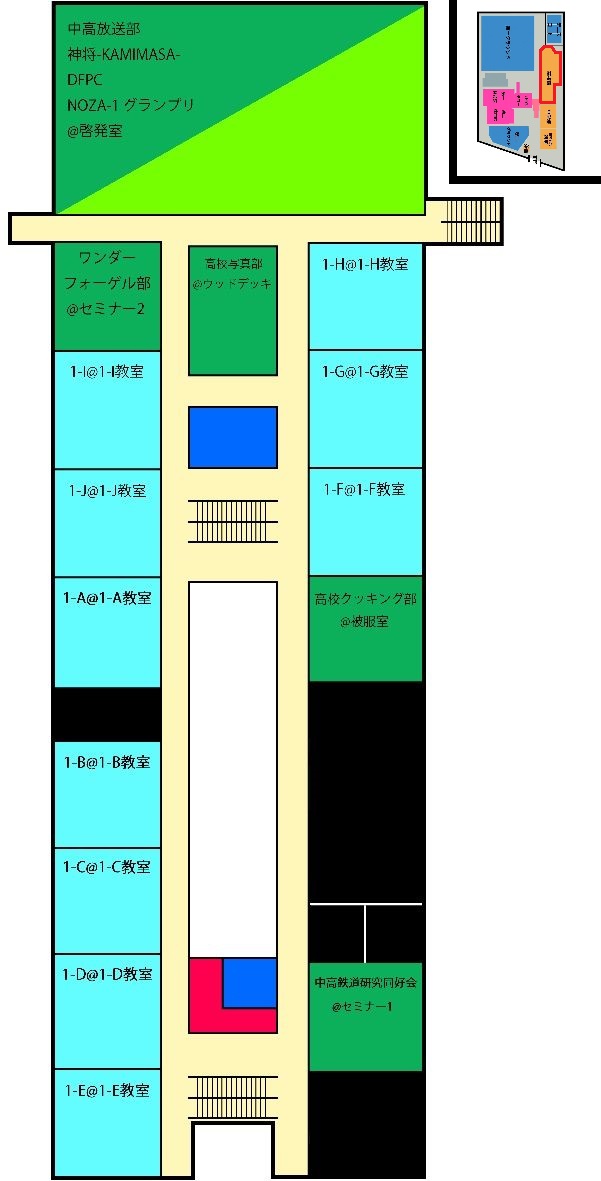 中高放送部
神将-KAMIMASA-
DFPC
NOZA-1 グランプリ
@啓発室
ワンダー
フォーゲル部
@セミナー2
高校写真部
@ウッドデッキ
1-H@1-H教室
1-I@1-I教室
1-G@1-G教室
1-J@1-J教室
1-F@1-F教室
1-A@1-A教室
高校クッキング部
@被服室
1-B@1-B教室
1-C@1-C教室
1-D@1-D教室
中高鉄道研究同好会
@セミナー1
1-E@1-E教室